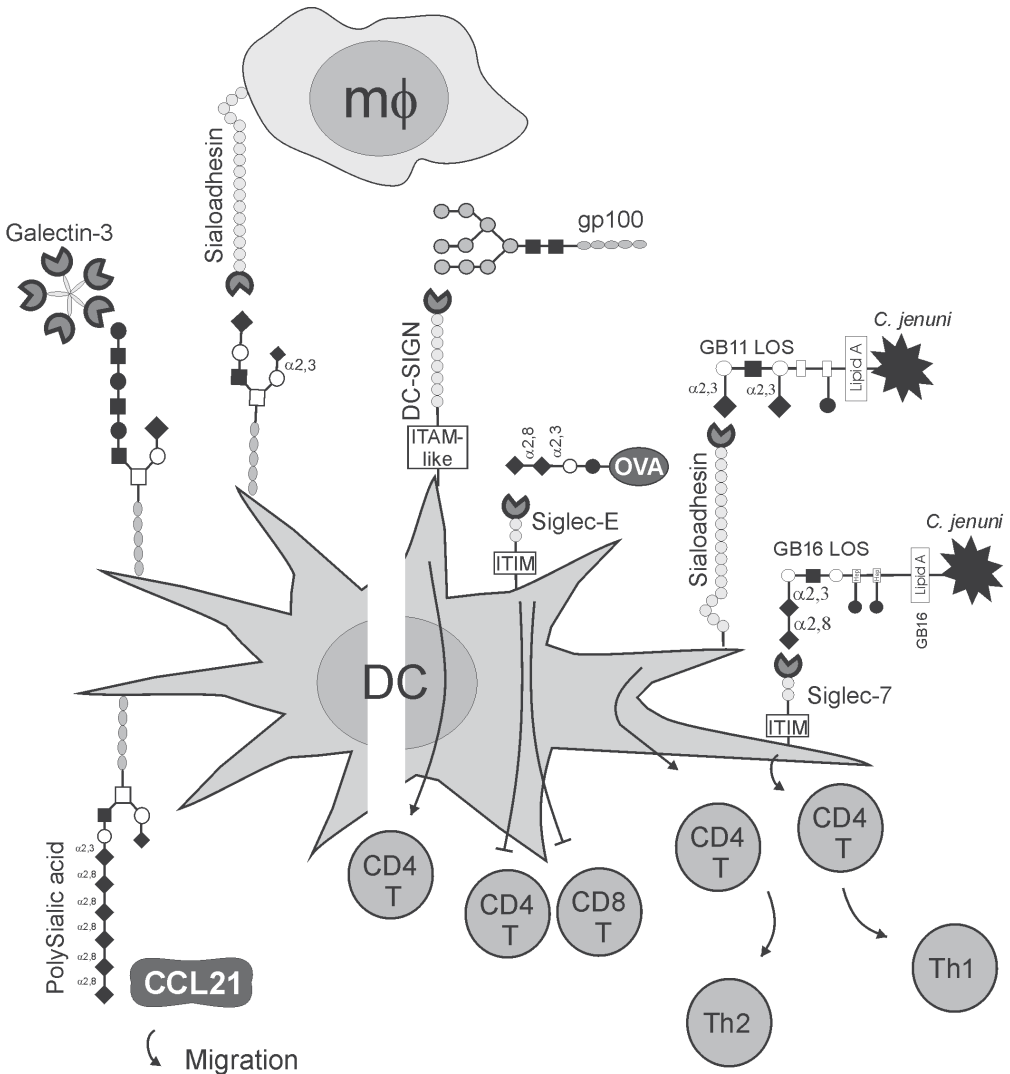 mϕ
Sialoadhesin
Galectin-3
gp100
α2,3
DC-SIGN
ITAM-
like
α2,8
α2,3
OVA
Siglec-E
ITIM
C. jenuni
GB11 LOS
Lipid A
α2,3
α2,3
Sialoadhesin
C. jenuni
GB16 LOS
Hep
Hep
Lipid A
GB16
α2,3
α2,8
Siglec-7
ITIM
DC
CD4
T
CD4
T
CD8
T
CD4
T
CD4
T
Th2
Th1
PolySialic acid
α2,3
α2,8
α2,8
α2,8
α2,8
α2,8
CCL21
Migration